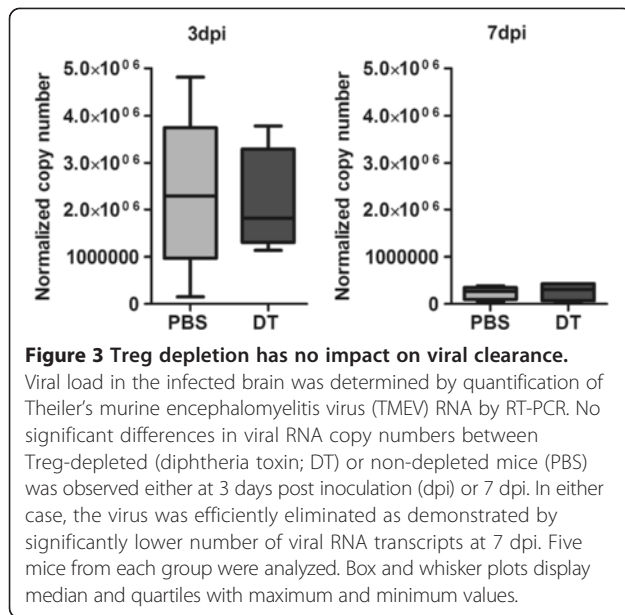 3dpi
7dpi
Normalized copy number
5.0×10⁰⁶
4.0×10⁰⁶
3.0×10⁰⁶
2.0×10⁰⁶
1000000
0
PBS
DT
Normalized copy number
5.0×10⁰⁶
4.0×10⁰⁶
3.0×10⁰⁶
2.0×10⁰⁶
1000000
0
PBS
DT
Figure 3 Treg depletion has no impact on viral clearance.
Viral load in the infected brain was determined by quantification of
Theiler's murine encephalomyelitis virus (TMEV) RNA by RT-PCR. No
significant differences in viral RNA copy numbers between
Treg-depleted (diphtheria toxin; DT) or non-depleted mice (PBS)
was observed either at 3 days post inoculation (dpi) or 7 dpi. In either
case, the virus was efficiently eliminated as demonstrated by
significantly lower number of viral RNA transcripts at 7 dpi. Five
mice from each group were analyzed. Box and whisker plots display
median and quartiles with maximum and minimum values.